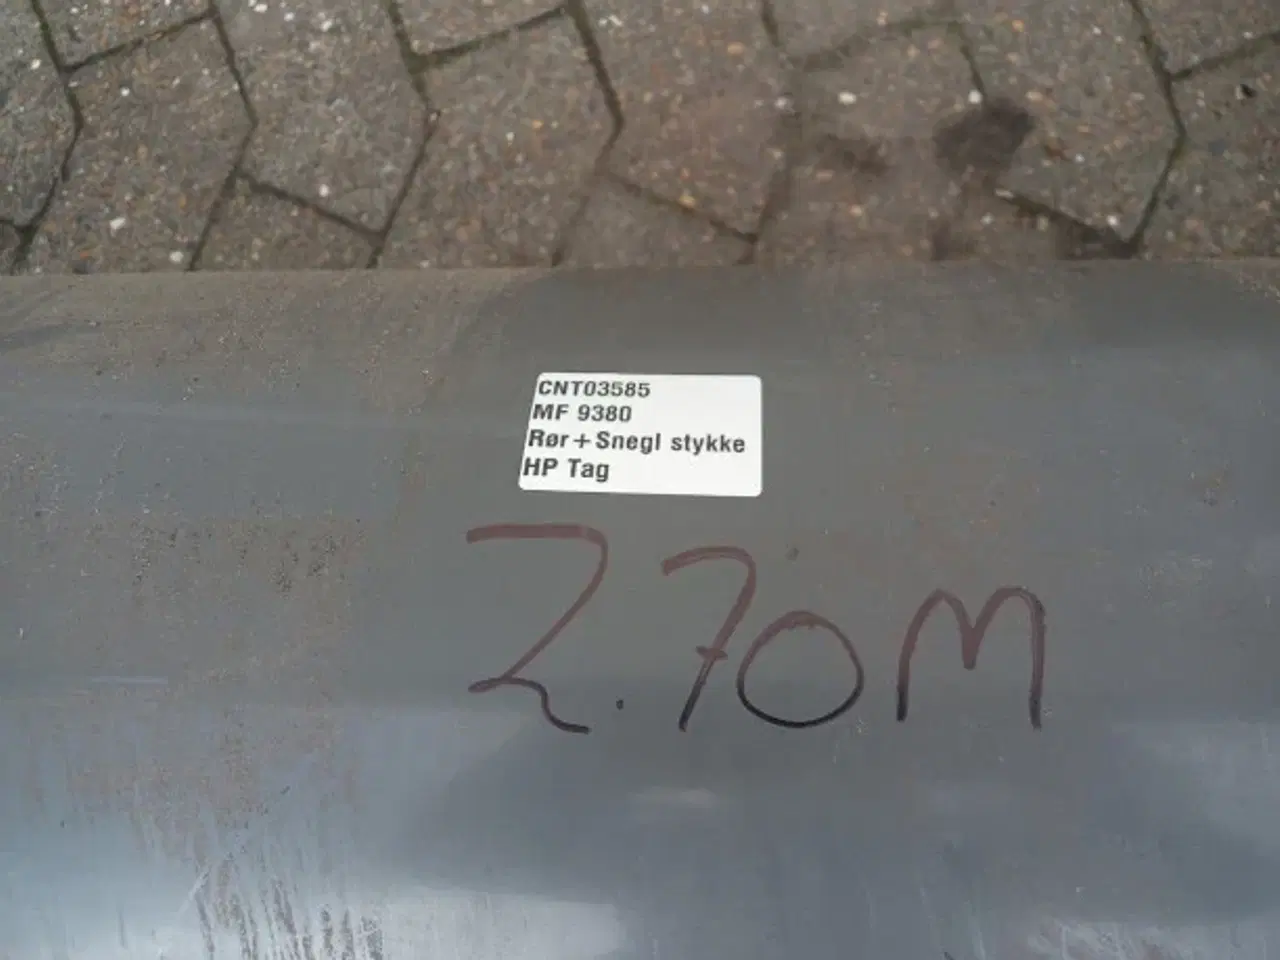 CNT03585
MF 9380
Rør+Snegl stykke
HP Tag
2.70M